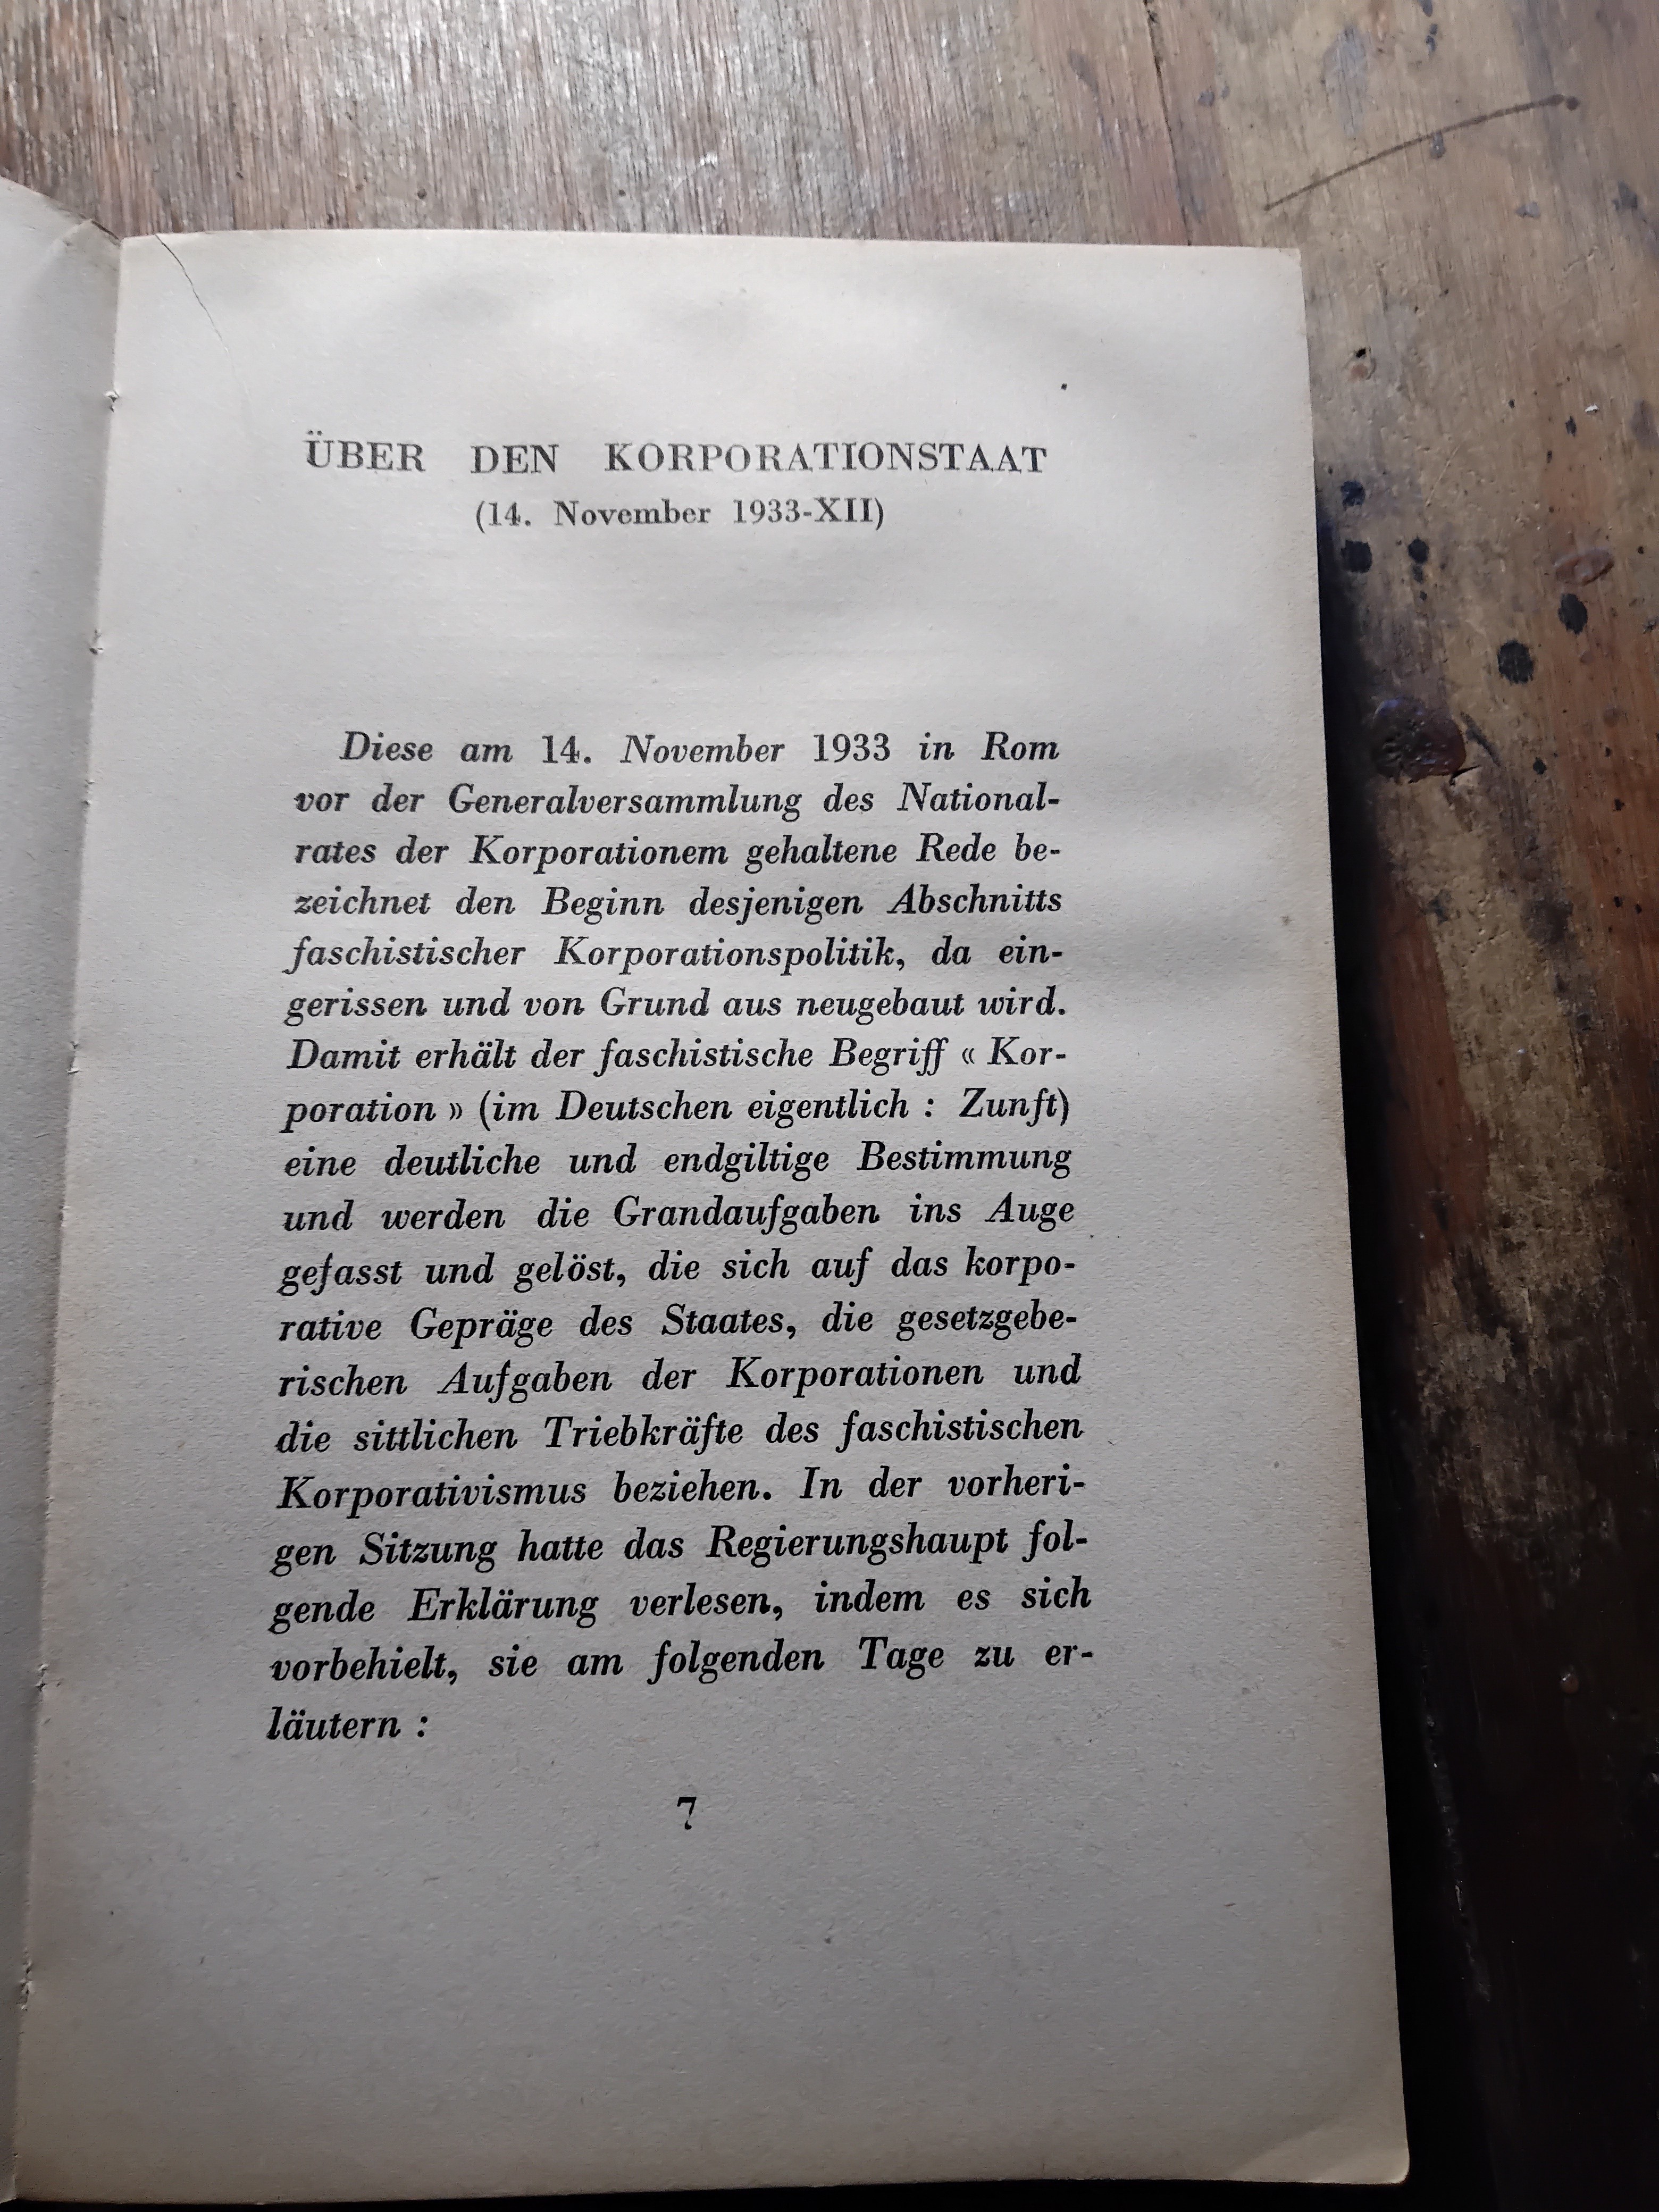 ÜBER DEN KORPORATIONSTAAT
(14. November 1933-XII)
Diese am 14. November 1933 in Rom
vor der Generalversammlung des National-
rates der Korporationem gehaltene Rede be-
zeichnet den Beginn desjenigen Abschnitts
faschistischer Korporationspolitik, da ein-
gerissen und von Grund aus neugebaut wird.
Damit erhält der faschistische Begriff « Kor-
poration » (im Deutschen eigentlich : Zunft)
eine deutliche und endgiltige Bestimmung
und werden die Grandaufgaben ins Auge
gefasst und gelöst, die sich auf das korpo-
rative Gepräge des Staates, die gesetzgebe-
rischen Aufgaben der Korporationen und
die sittlichen Triebkräfte des faschistischen
Korporativismus beziehen. In der vorheri-
gen Sitzung hatte das Regierungshaupt fol-
gende Erklärung verlesen, indem es sich
vorbehielt, sie am folgenden Tage zu er-
läutern :
7